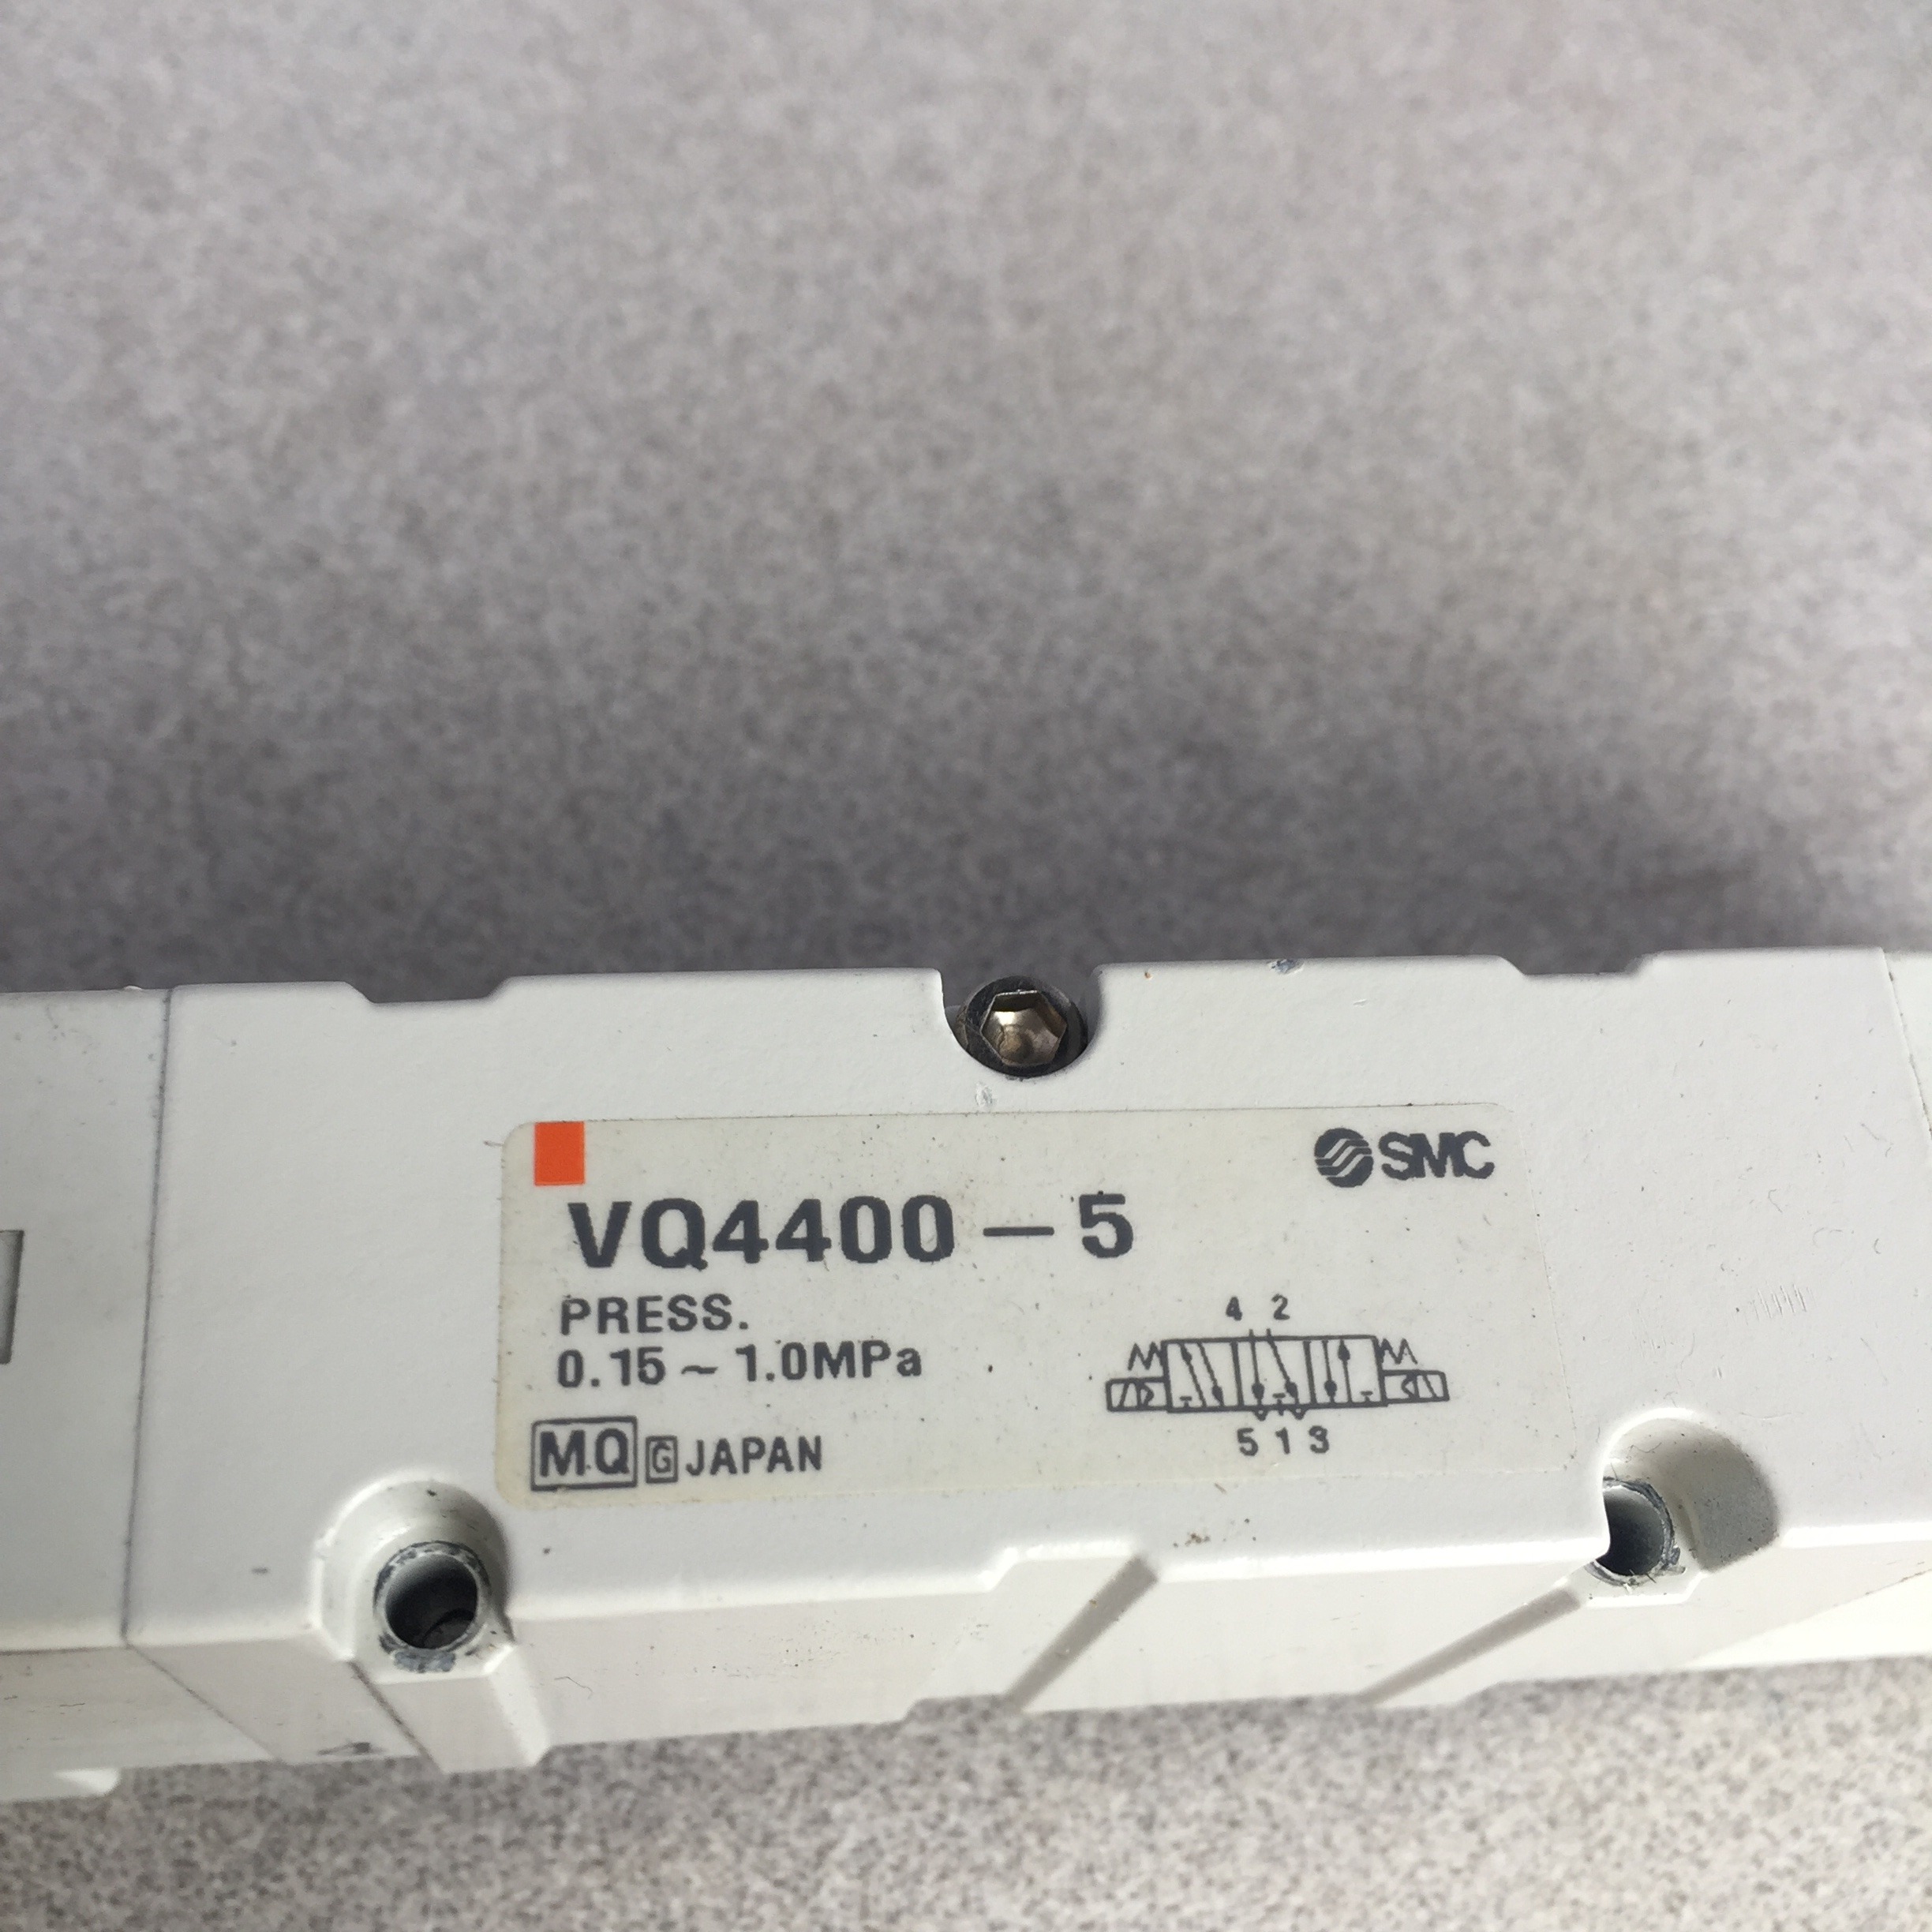 SMC
VQ4400-5
PRESS.
0.15~1.0MPa
4 2
5 1 3
MQ G JAPAN